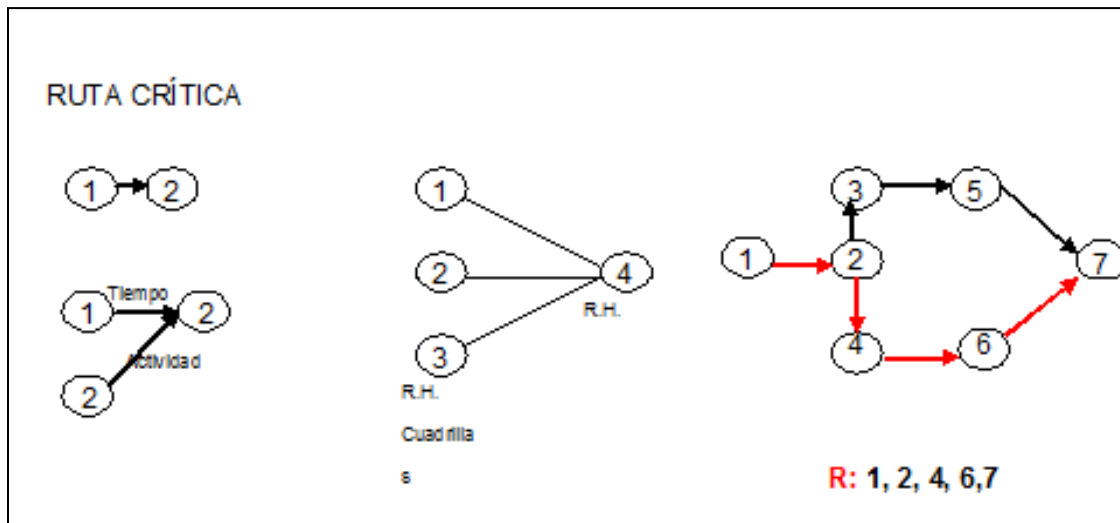 RUTA CRÍTICA
1
2
Tiempo
1
2
Actividad
2
1
2
4
R.H.
3
R.H.
Cuadrilla
s
3
5
1
2
7
4
6
R: 1, 2, 4, 6,7